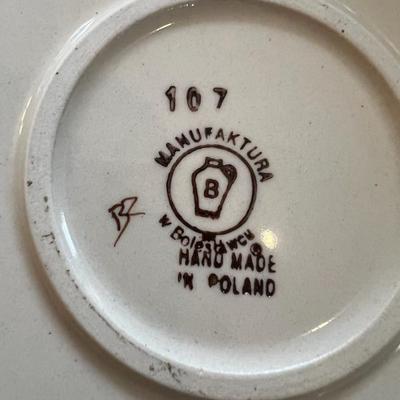 107
MANUFAKTURA
B
w Bolesławcu ®
HAND MADE
IN POLAND